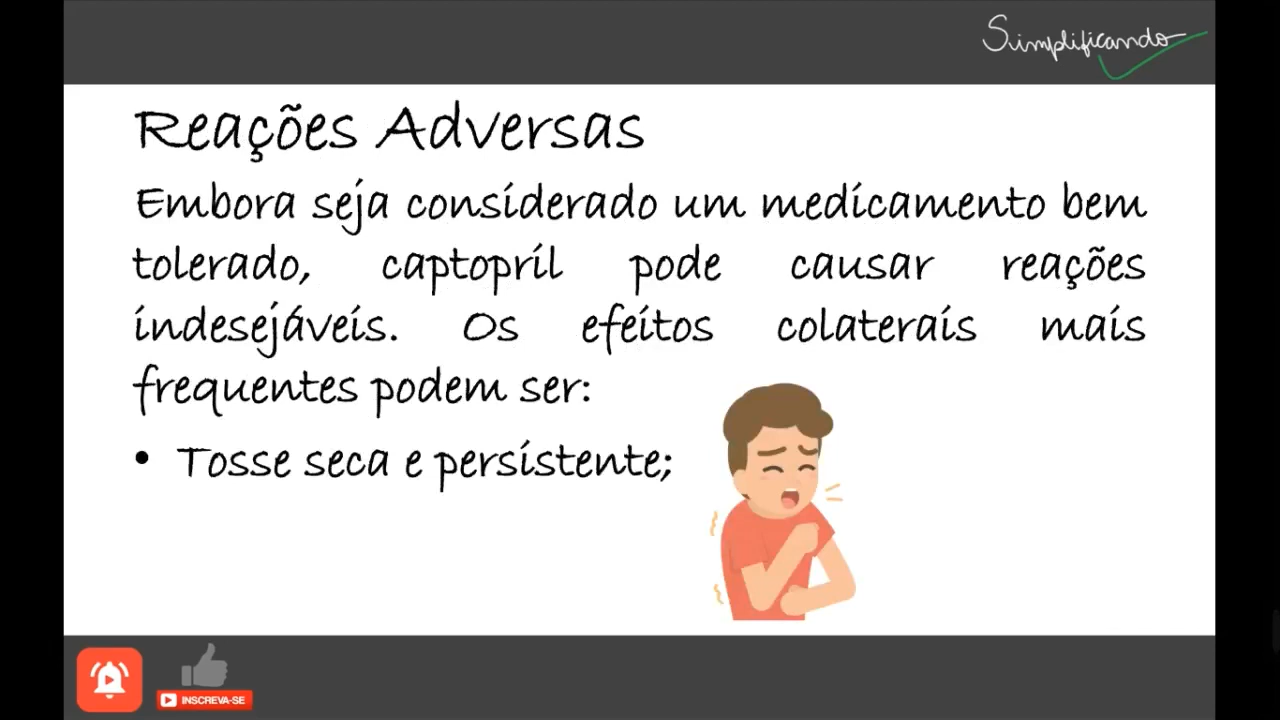 Simplificando
Reações Adversas
Embora seja considerado um medicamento bem
tolerado, captopril pode causar reações
indesejáveis. Os efeitos colaterais mais
frequentes podem ser:
• Tosse seca e persistente;
INSCREVA-SE